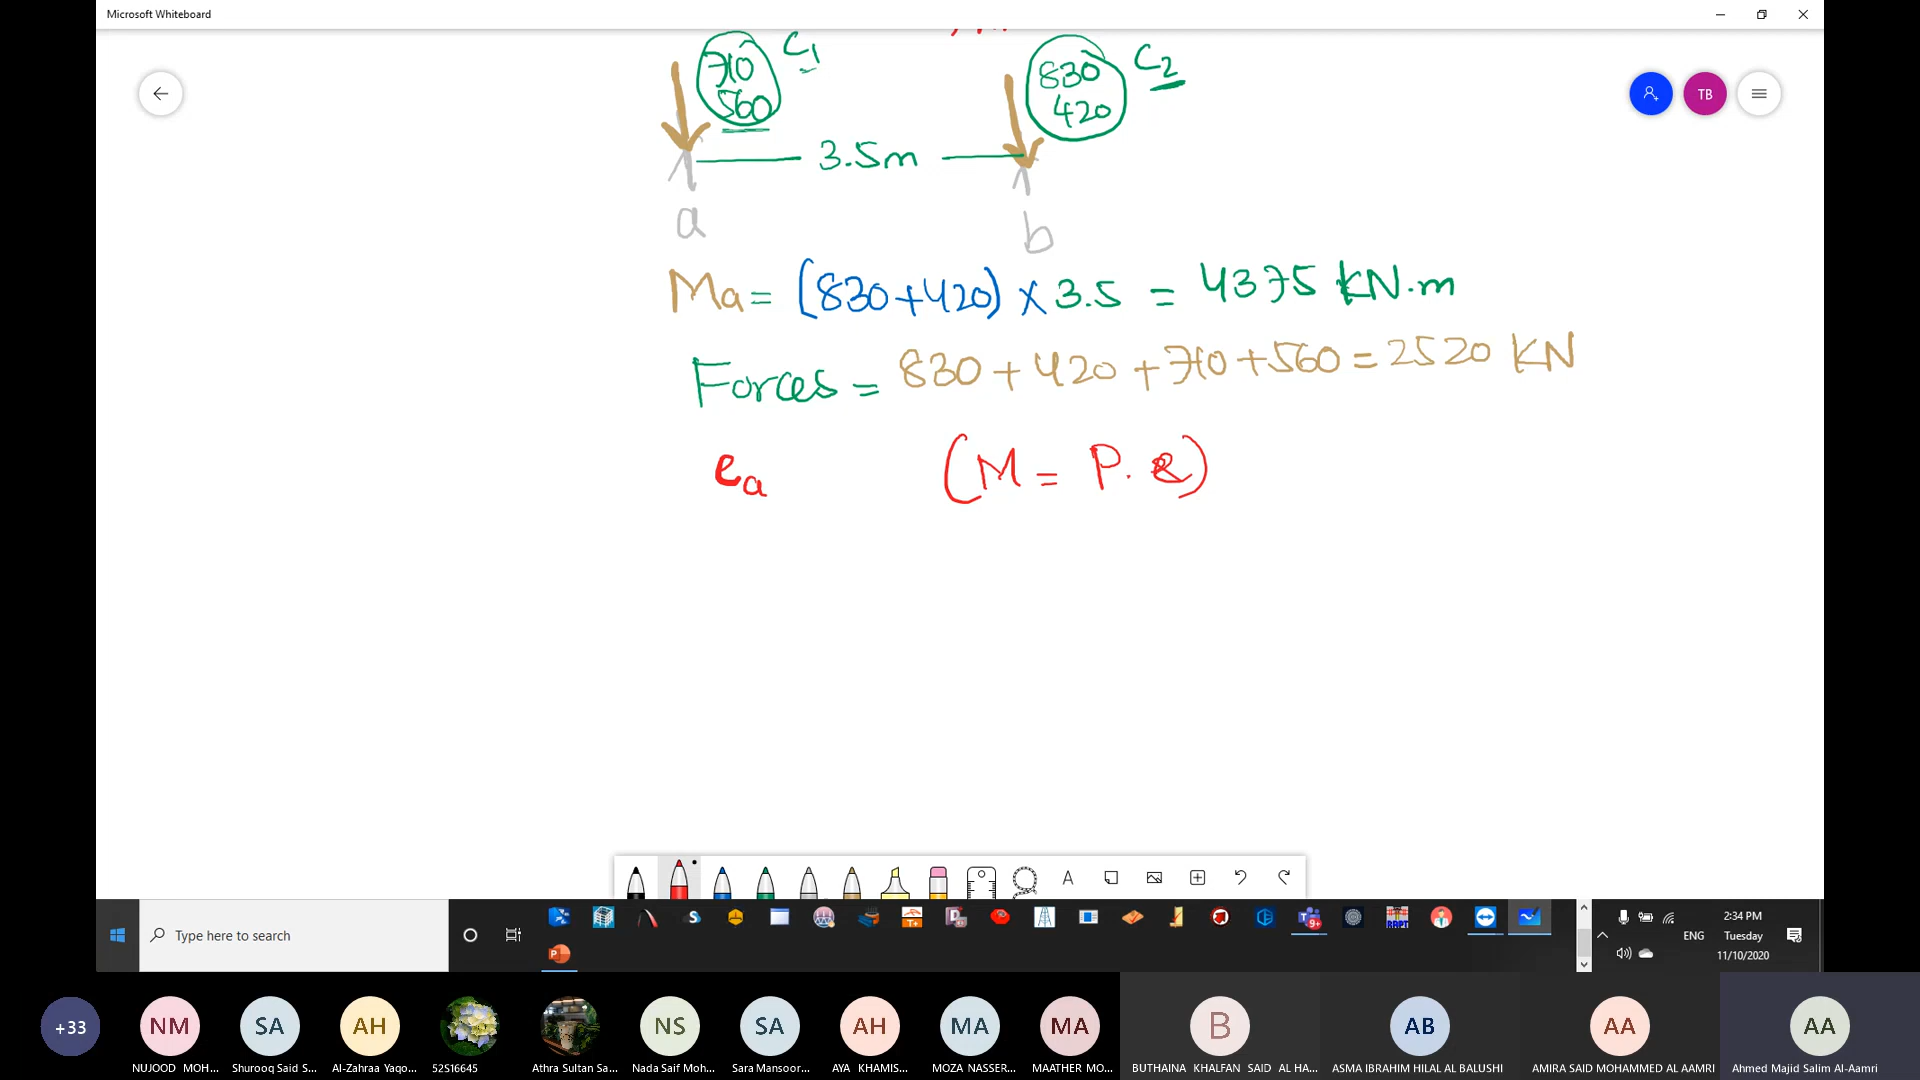 Microsoft Whiteboard
710
560
C1
830
420
C2
3.5m
a
b
TB
Ma = (830+420) × 3.5 = 4375 KN.m
Forces = 830 + 420 + 710 + 560 = 2520 KN
ea (M = P. e)
A
Type here to search
ENG
2:34 PM
Tuesday
11/10/2020
+33
NM
SA
AH
NS
SA
AH
MA
MA
B
AB
AA
AA
NUJOOD MOH...
Shurooq Said S...
Al-Zahraa Yaqo...
52S16645
Athra Sultan Sa...
Nada Saif Moh...
Sara Mansoor...
AYA KHAMIS...
MOZA NASSER...
MAATHER MO...
BUTHAINA KHALFAN SAID AL HA...
ASMA IBRAHIM HILAL AL BALUSHI
AMIRA SAID MOHAMMED AL AAMRI
Ahmed Majid Salim Al-Aamri